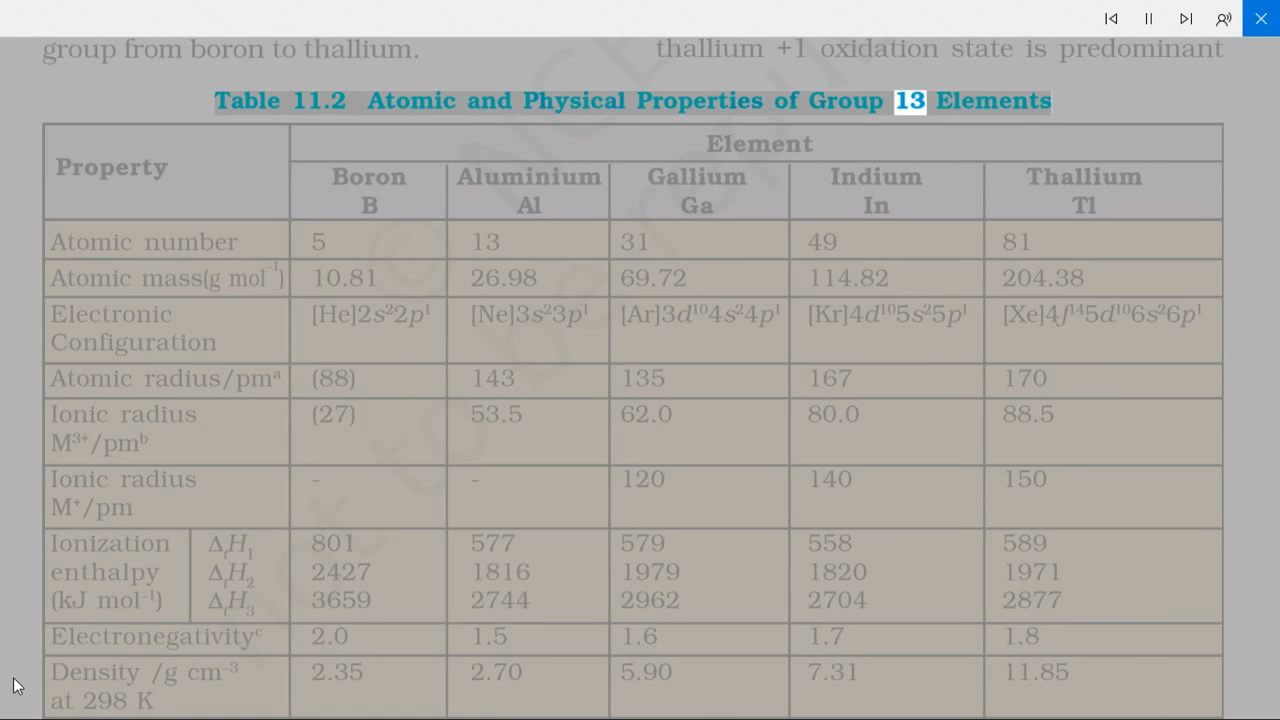 group from boron to thallium.
thallium +1 oxidation state is predominant
Table 11.2 Atomic and Physical Properties of Group 13 Elements
Property Element
Boron Aluminium Gallium Indium Thallium
B Al Ga In Tl
Atomic number 5 13 31 49 81
Atomic mass(g mol⁻¹) 10.81 26.98 69.72 114.82 204.38
Electronic [He]2s²2p¹ [Ne]3s²3p¹ [Ar]3d¹⁰4s²4p¹ [Kr]4d¹⁰5s²5p¹ [Xe]4f¹⁴5d¹⁰6s²6p¹
Configuration
Atomic radius/pmᵃ (88) 143 135 167 170
Ionic radius (27) 53.5 62.0 80.0 88.5
M³⁺/pmᵇ
Ionic radius - - 120 140 150
M⁺/pm
Ionization ΔᵢH₁ 801 577 579 558 589
enthalpy ΔᵢH₂ 2427 1816 1979 1820 1971
(kJ mol⁻¹) ΔᵢH₃ 3659 2744 2962 2704 2877
Electronegativityᶜ 2.0 1.5 1.6 1.7 1.8
Density /g cm⁻³ 2.35 2.70 5.90 7.31 11.85
at 298 K